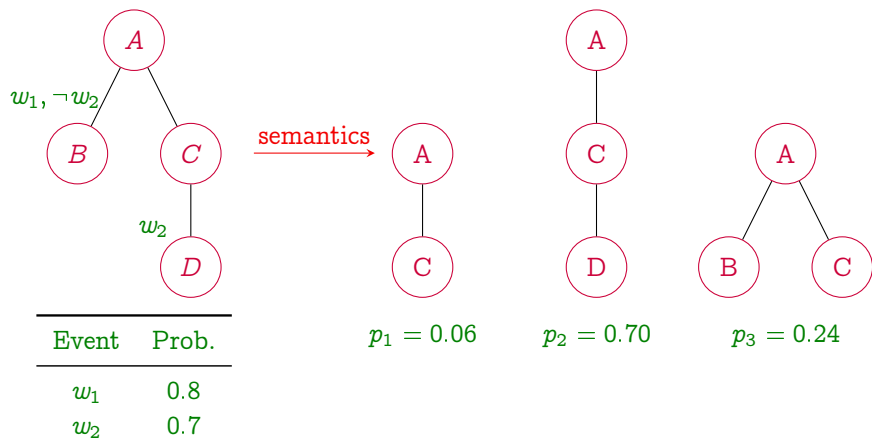 A
w₁, ¬w₂
B
C
w₂
D
Event Prob.
w₁ 0.8
w₂ 0.7
semantics
A
C
p₁ = 0.06
A
C
D
p₂ = 0.70
A
B
C
p₃ = 0.24